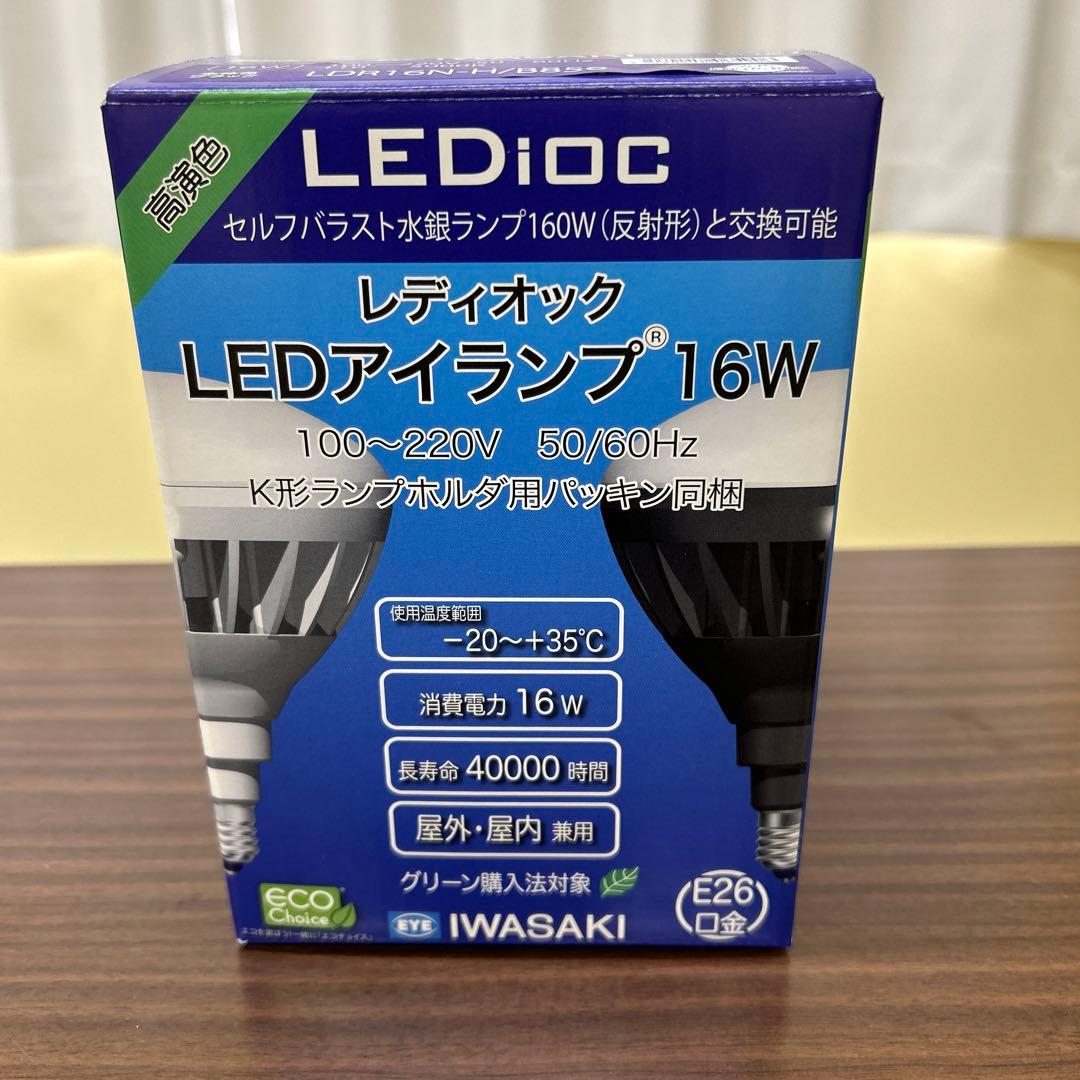 LDR16N-H/B
高演色
LEDioc
セルフバラスト水銀ランプ160W(反射形)と交換可能
レディオック
LEDアイランプ® 16W
100～220V 50/60Hz
K形ランプホルダ用パッキン同梱
使用温度範囲
−20～+35℃
消費電力 16W
長寿命 40000 時間
屋外・屋内 兼用
グリーン購入法対象
eco
Choice
EYE IWASAKI
E26
口金